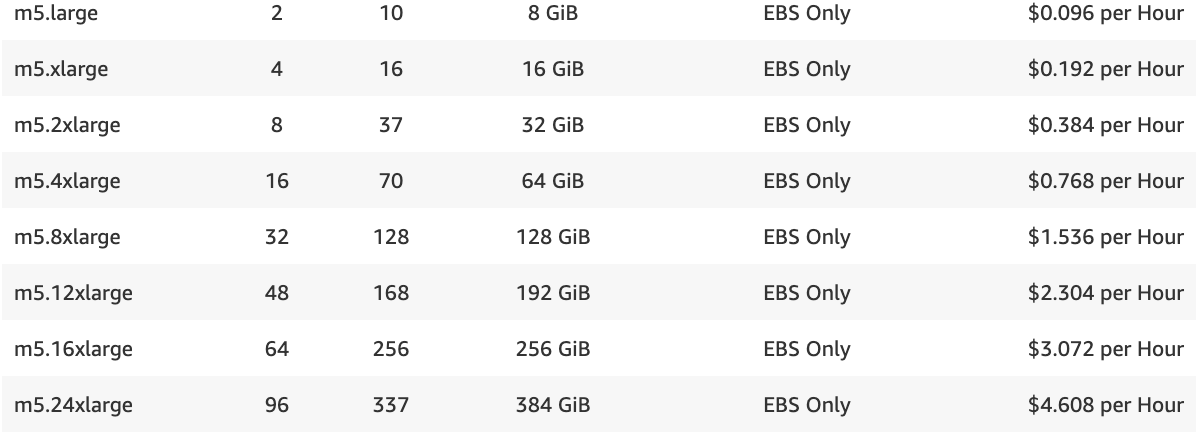 m5.large 2 10 8 GiB EBS Only $0.096 per Hour
m5.xlarge 4 16 16 GiB EBS Only $0.192 per Hour
m5.2xlarge 8 37 32 GiB EBS Only $0.384 per Hour
m5.4xlarge 16 70 64 GiB EBS Only $0.768 per Hour
m5.8xlarge 32 128 128 GiB EBS Only $1.536 per Hour
m5.12xlarge 48 168 192 GiB EBS Only $2.304 per Hour
m5.16xlarge 64 256 256 GiB EBS Only $3.072 per Hour
m5.24xlarge 96 337 384 GiB EBS Only $4.608 per Hour